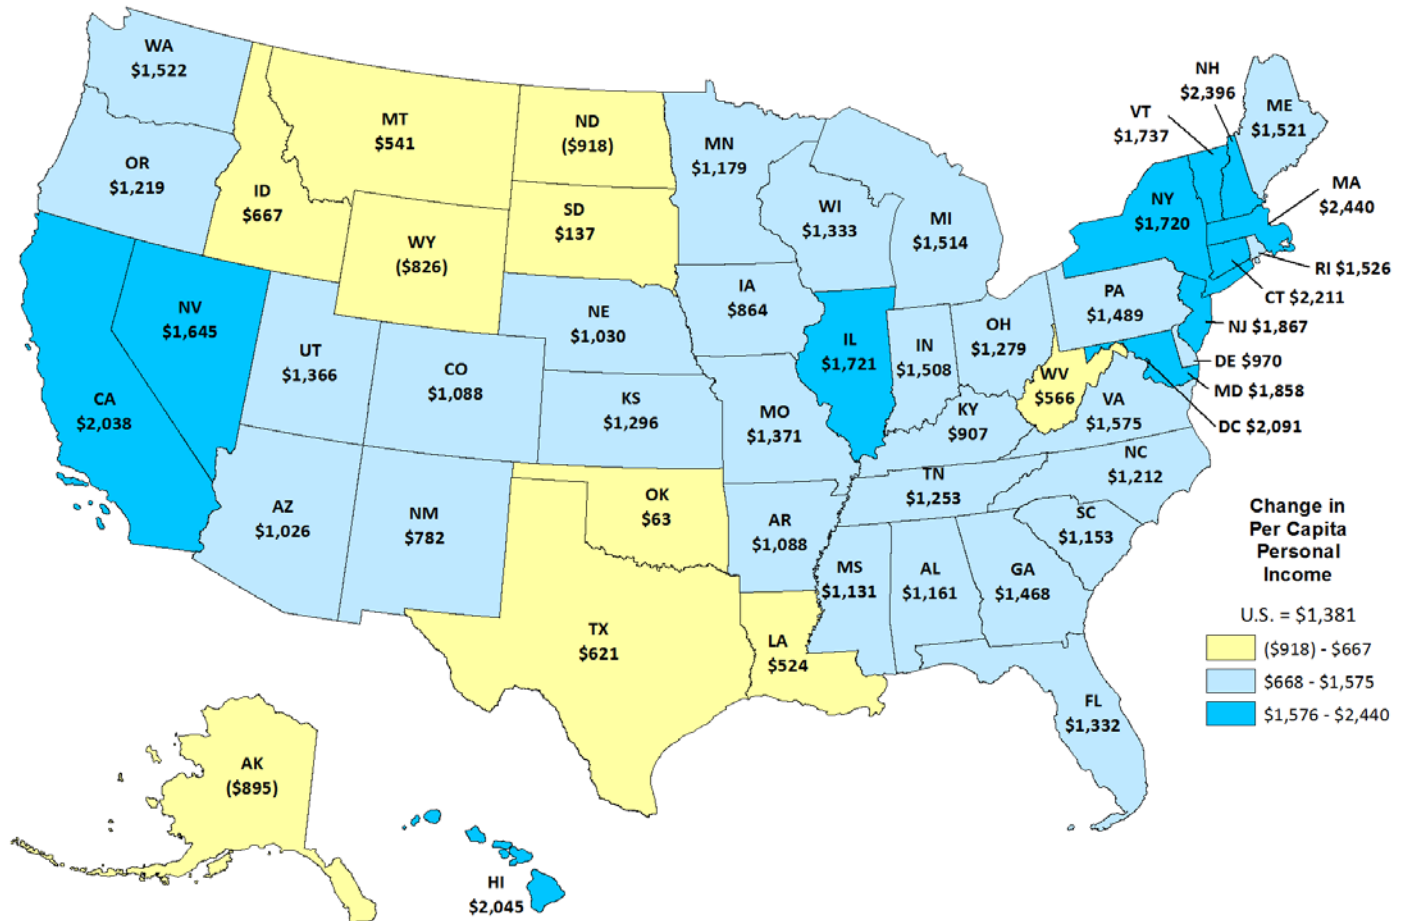 WA
$1,522
OR
$1,219
CA
$2,038
NV
$1,645
ID
$667
MT
$541
WY
($826)
UT
$1,366
CO
$1,088
AZ
$1,026
NM
$782
ND
($918)
SD
$137
NE
$1,030
KS
$1,296
OK
$63
TX
$621
MN
$1,179
IA
$864
MO
$1,371
AR
$1,088
LA
$524
WI
$1,333
IL
$1,721
MI
$1,514
IN
$1,508
OH
$1,279
KY
$907
TN
$1,253
MS
$1,131
AL
$1,161
GA
$1,468
FL
$1,332
SC
$1,153
NC
$1,212
VA
$1,575
WV
$566
PA
$1,489
NY
$1,720
VT
$1,737
NH
$2,396
ME
$1,521
MA
$2,440
RI $1,526
CT $2,211
NJ $1,867
DE $970
MD $1,858
DC $2,091
AK
($895)
HI
$2,045
Change in
Per Capita
Personal
Income
U.S. = $1,381
($918) - $667
$668 - $1,575
$1,576 - $2,440